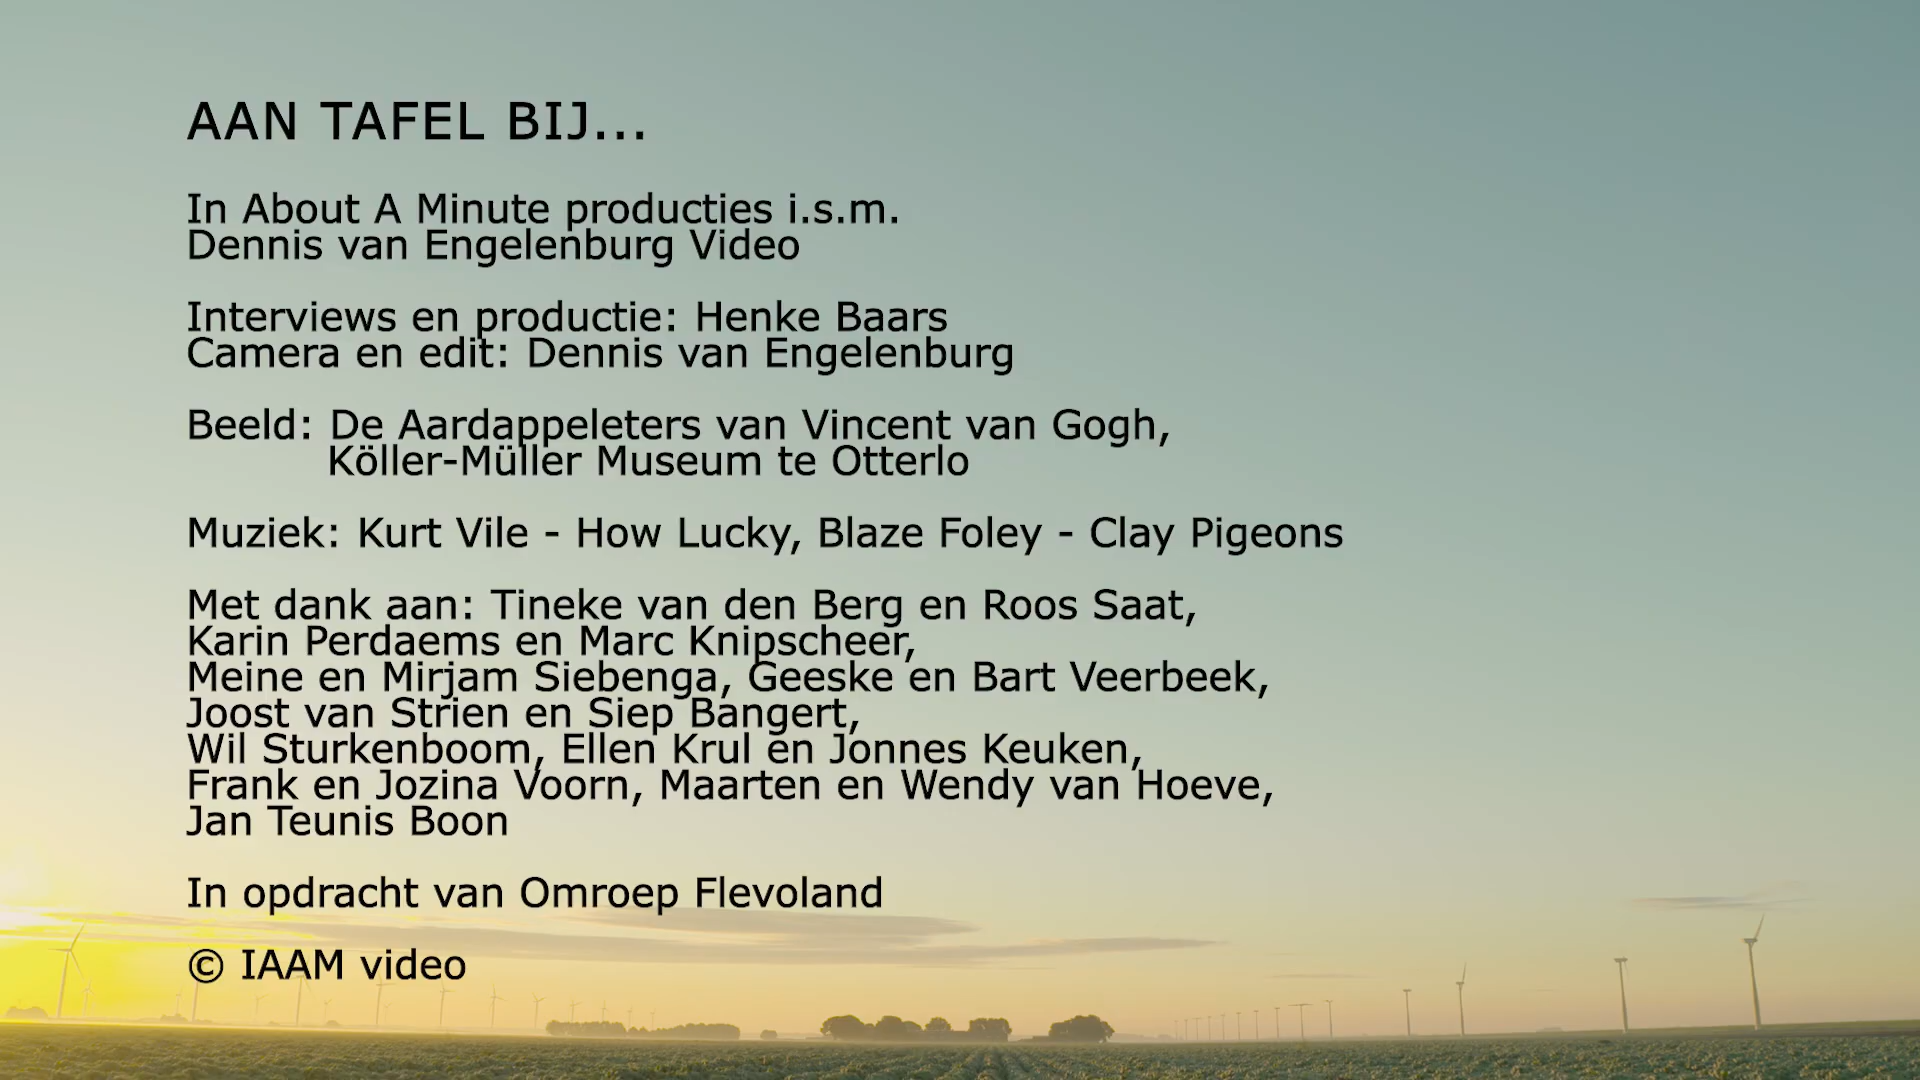 AAN TAFEL BIJ...
In About A Minute producties i.s.m.
Dennis van Engelenburg Video
Interviews en productie: Henke Baars
Camera en edit: Dennis van Engelenburg
Beeld: De Aardappeleters van Vincent van Gogh,
Köller-Müller Museum te Otterlo
Muziek: Kurt Vile - How Lucky, Blaze Foley - Clay Pigeons
Met dank aan: Tineke van den Berg en Roos Saat,
Karin Perdaems en Marc Knipscheer,
Meine en Mirjam Siebenga, Geeske en Bart Veerbeek,
Joost van Strien en Siep Bangert,
Wil Sturkenboom, Ellen Krul en Jonnes Keuken,
Frank en Jozina Voorn, Maarten en Wendy van Hoeve,
Jan Teunis Boon
In opdracht van Omroep Flevoland
© IAAM video